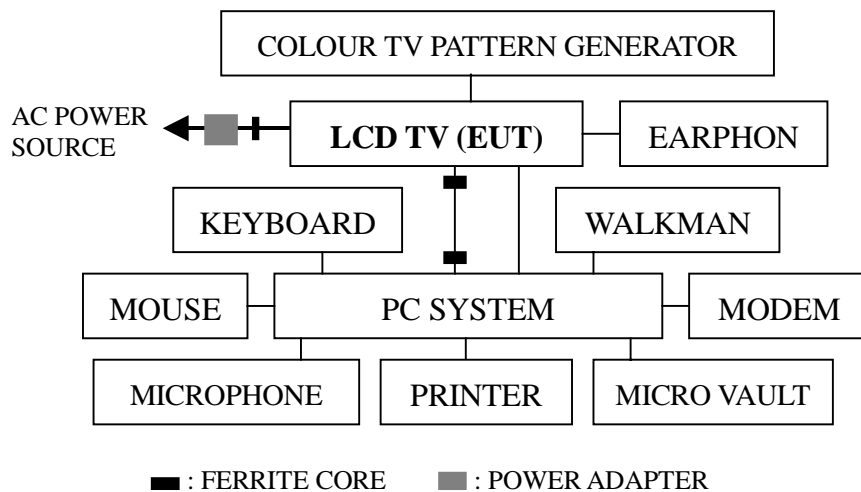 COLOUR TV PATTERN GENERATOR
AC POWER
SOURCE
LCD TV (EUT)
EARPHON
KEYBOARD
WALKMAN
MOUSE
PC SYSTEM
MODEM
MICROPHONE
PRINTER
MICRO VAULT
: FERRITE CORE
: POWER ADAPTER